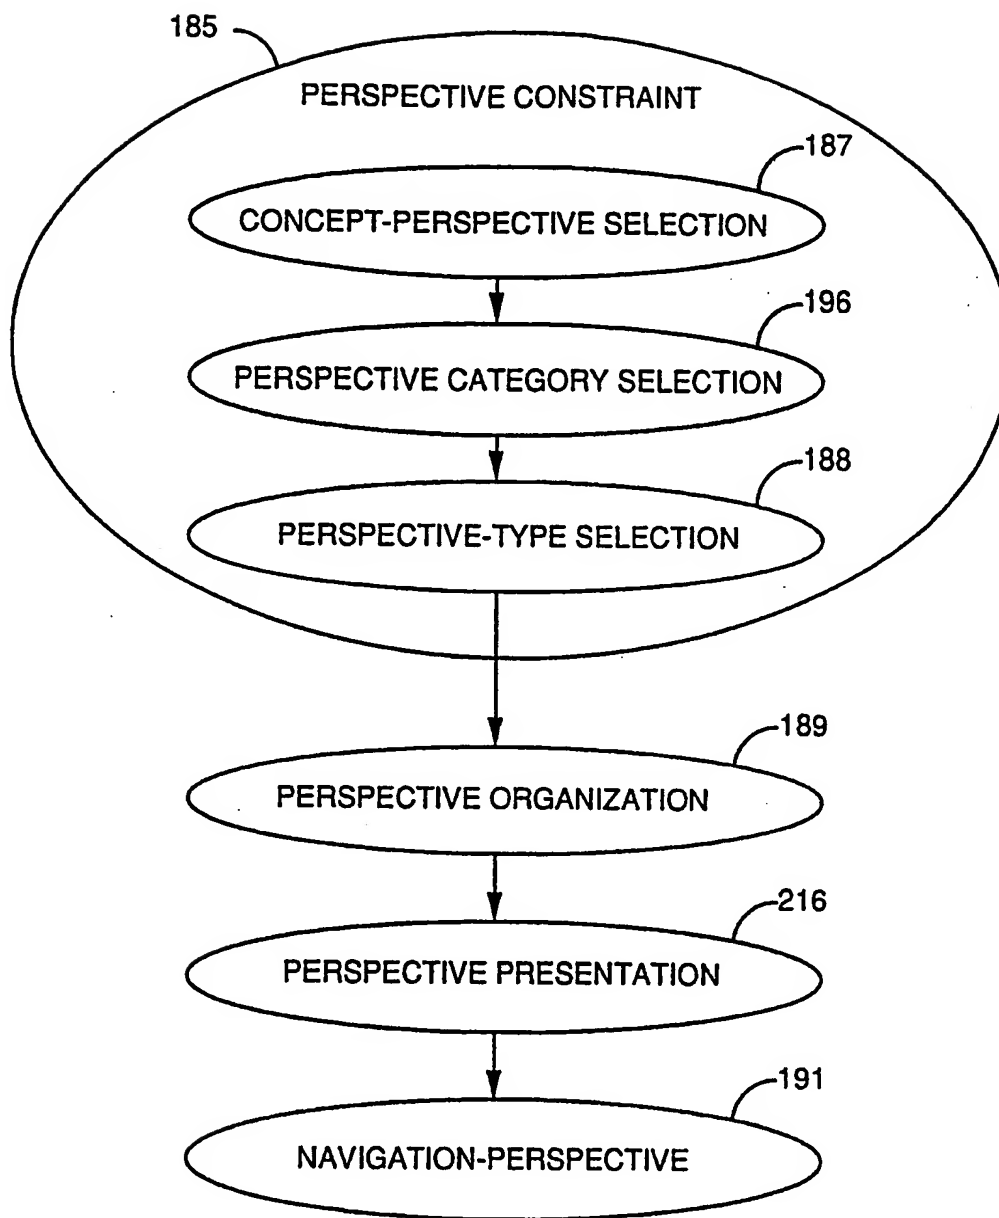 185
PERSPECTIVE CONSTRAINT
187
CONCEPT-PERSPECTIVE SELECTION
196
PERSPECTIVE CATEGORY SELECTION
188
PERSPECTIVE-TYPE SELECTION
189
PERSPECTIVE ORGANIZATION
216
PERSPECTIVE PRESENTATION
191
NAVIGATION-PERSPECTIVE